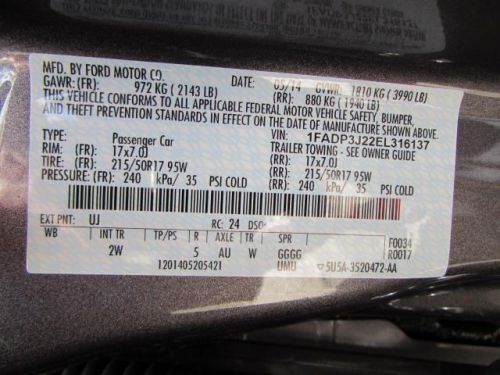 MFD. BY FORD MOTOR CO.
DATE: 05/14 GVWR: 1810 KG ( 3990 LB)
GAWR: (FR): 972 KG ( 2143 LB) (RR): 880 KG ( 1940 LB)
THIS VEHICLE CONFORMS TO ALL APPLICABLE FEDERAL MOTOR VEHICLE SAFETY, BUMPER,
AND THEFT PREVENTION STANDARDS IN EFFECT ON THE DATE OF MANUFACTURE SHOWN ABOVE.
VIN: 1FADP3J22EL316137
TYPE: Passenger Car TRAILER TOWING - SEE OWNER GUIDE
RIM: (FR) 17x7.0J (RR): 17x7.0J
TIRE: (FR): 215/50R17 95W (RR): 215/50R17 95W
PRESSURE: (FR): 240 kPa/ 35 PSI COLD (RR): 240 kPa/ 35 PSI COLD
EXT PNT: UJ RC: 24 DSO:
WB INT TR TP/PS R AXLE TR SPR F0034
2W 5 AU W GGGG R0017
1201405205421 UMU 5U5A-3520472-AA